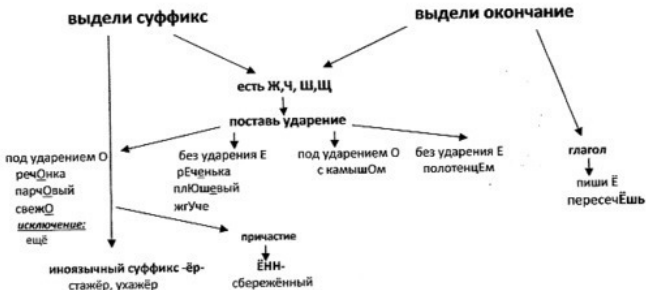 выдели суффикс
выдели окончание
есть Ж,Ч, Ш,Щ
поставь ударение
под ударением О
речОнка
парчОвый
свежО
исключение:
ещё
без ударения Е
рЕченька
плЮшевый
жгУче
под ударением О
с камышОм
без ударения Е
полотенцЕм
глагол
пиши Ё
пересечЁшь
иноязычный суффикс -ёр-
стажёр, ухажёр
причастие
ЁНН-
сбережённый